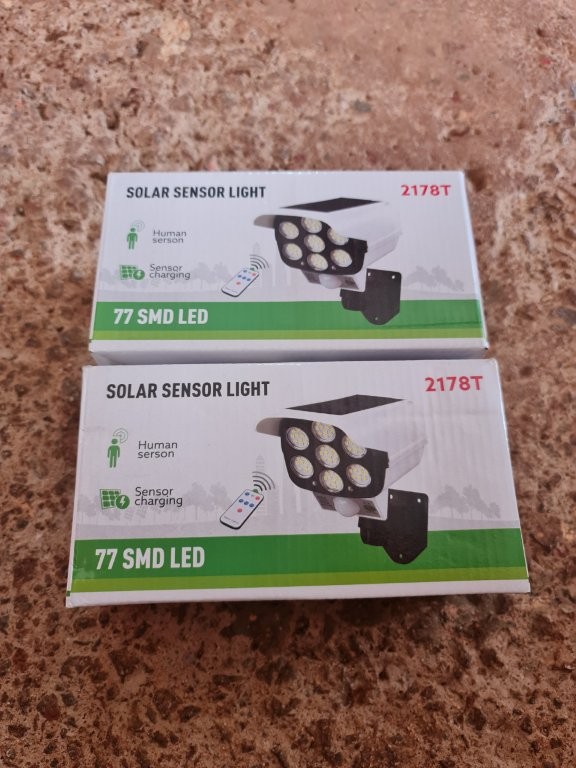 SOLAR SENSOR LIGHT
2178T
Human
serson
Sensor
charging
77 SMD LED
SOLAR SENSOR LIGHT
2178T
Human
serson
Sensor
charging
77 SMD LED